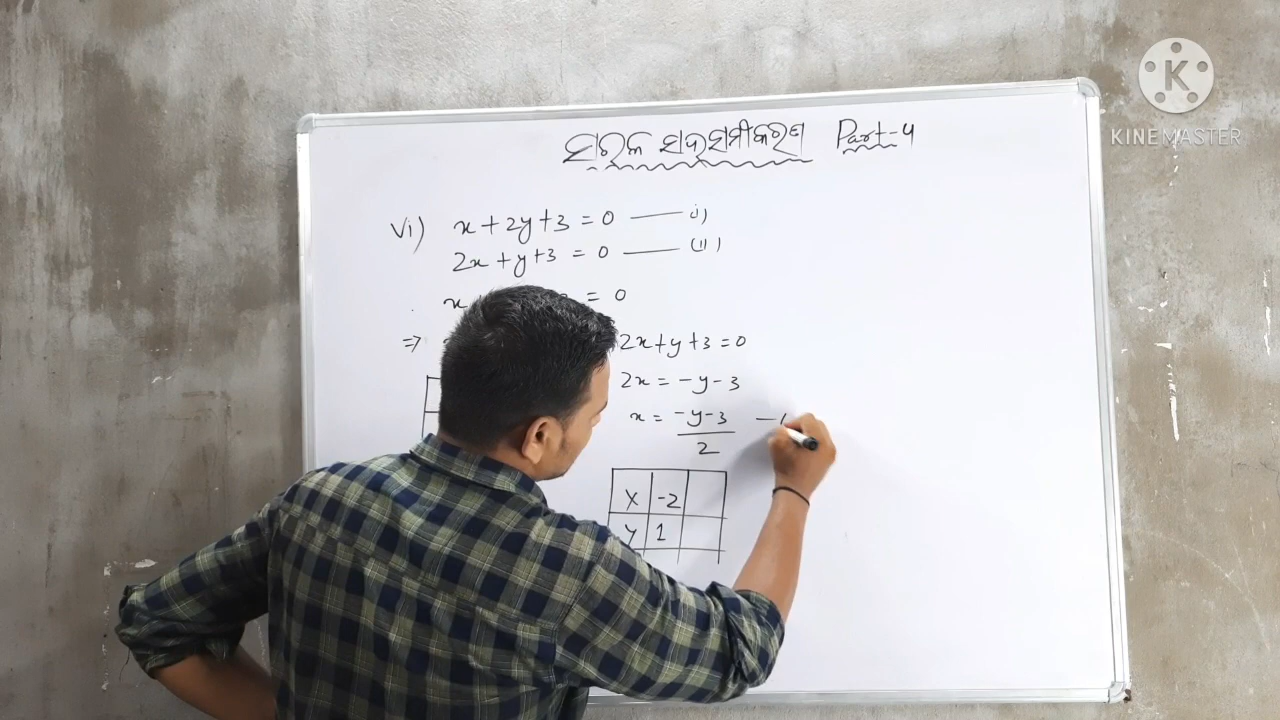 ସରଳ ସହସମୀକରଣ Part-4
KINEMASTER
vi) x+2y+3 = 0 —— i)
2x+y+3 = 0 —— (ii)
x = 0
=> 2x+y+3=0
2x = -y-3
x = -y-3 / 2
X -2
Y 1